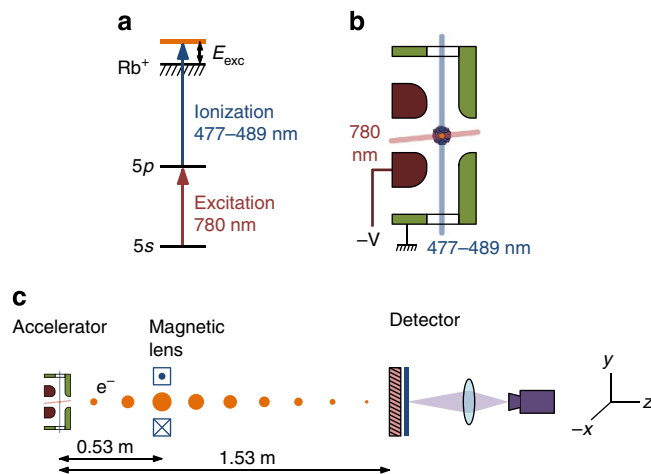 a
Rb⁺
E_exc
Ionization
477–489 nm
5p
Excitation
780 nm
5s
b
780
nm
–V
477–489 nm
c
Accelerator
Magnetic
lens
Detector
e⁻
0.53 m
1.53 m
y
z
–x